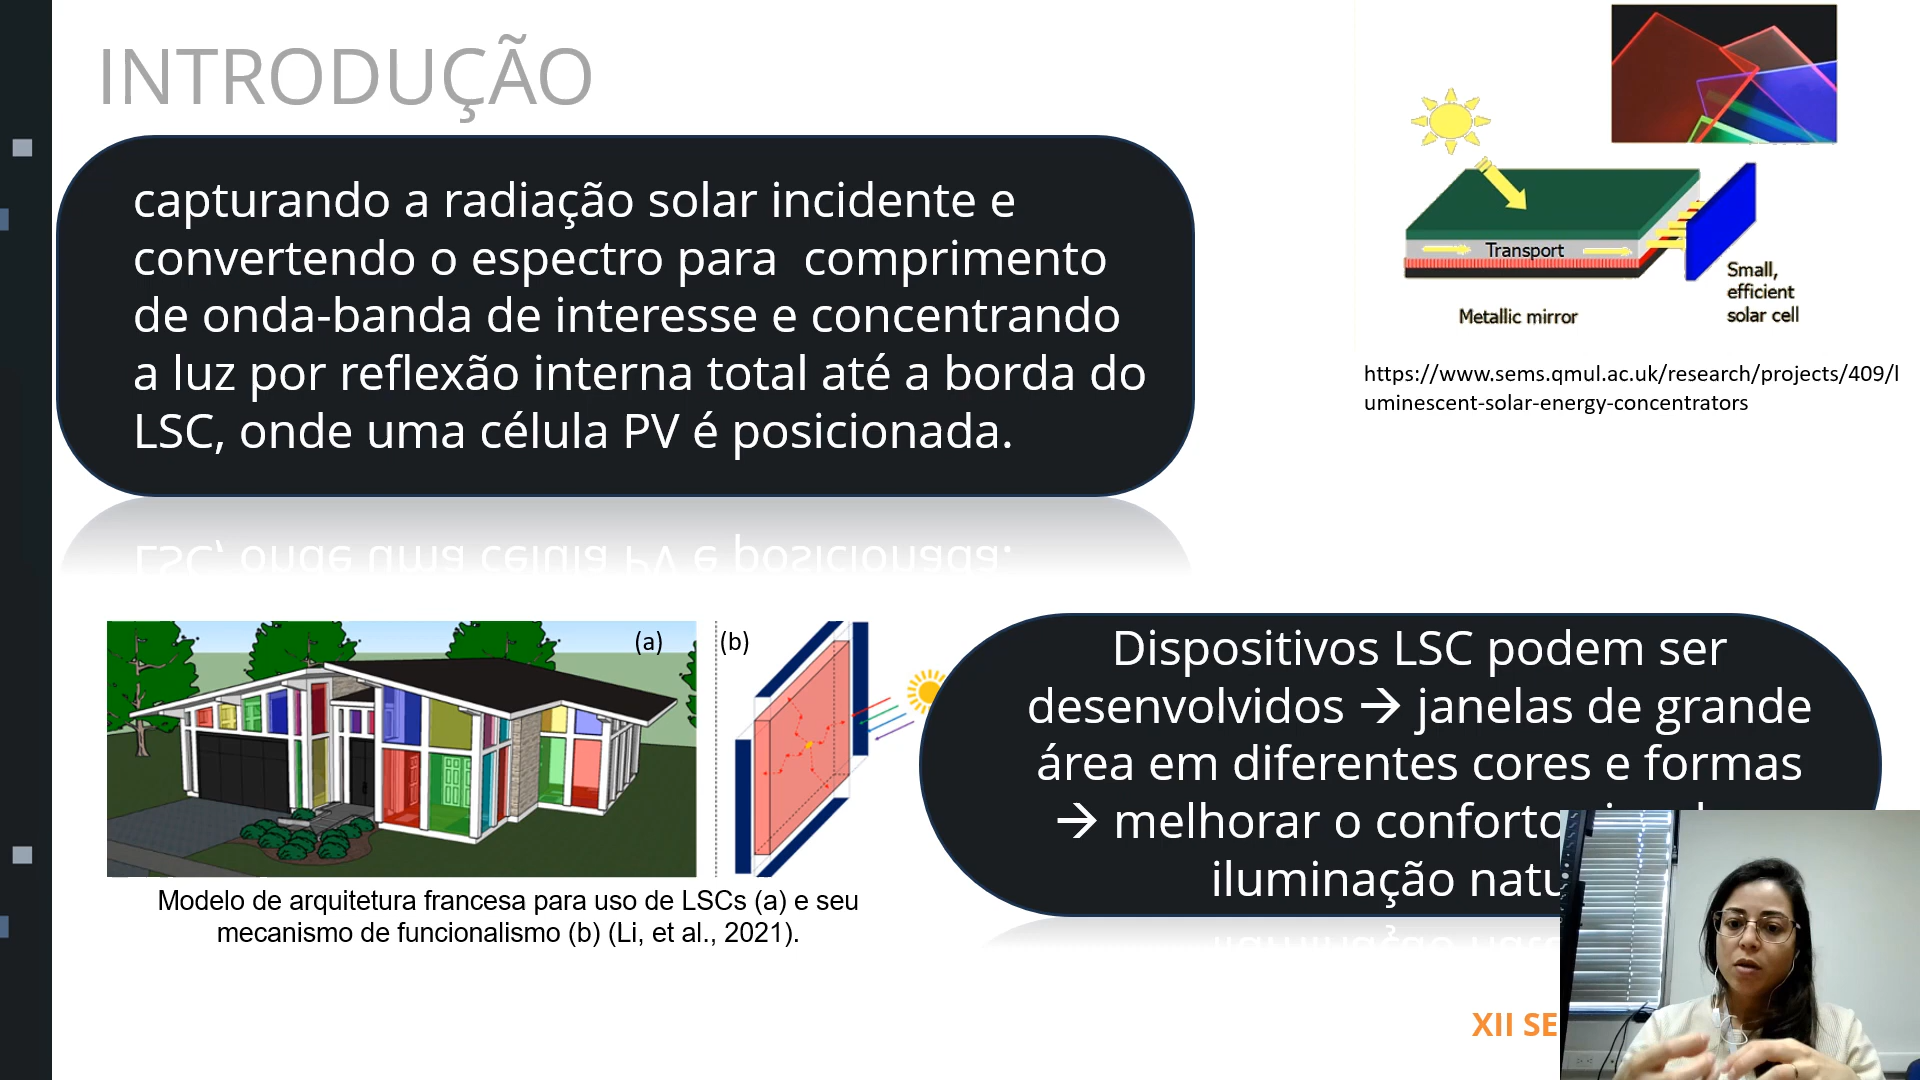 INTRODUÇÃO
capturando a radiação solar incidente e
convertendo o espectro para  comprimento
de onda-banda de interesse e concentrando
a luz por reflexão interna total até a borda do
LSC, onde uma célula PV é posicionada.
Transport
Small,
efficient
solar cell
Metallic mirror
https://www.sems.qmul.ac.uk/research/projects/409/l
uminescent-solar-energy-concentrators
(a)
(b)
Modelo de arquitetura francesa para uso de LSCs (a) e seu
mecanismo de funcionalismo (b) (Li, et al., 2021).
Dispositivos LSC podem ser
desenvolvidos → janelas de grande
área em diferentes cores e formas
→ melhorar o conforto
iluminação natu
XII SE